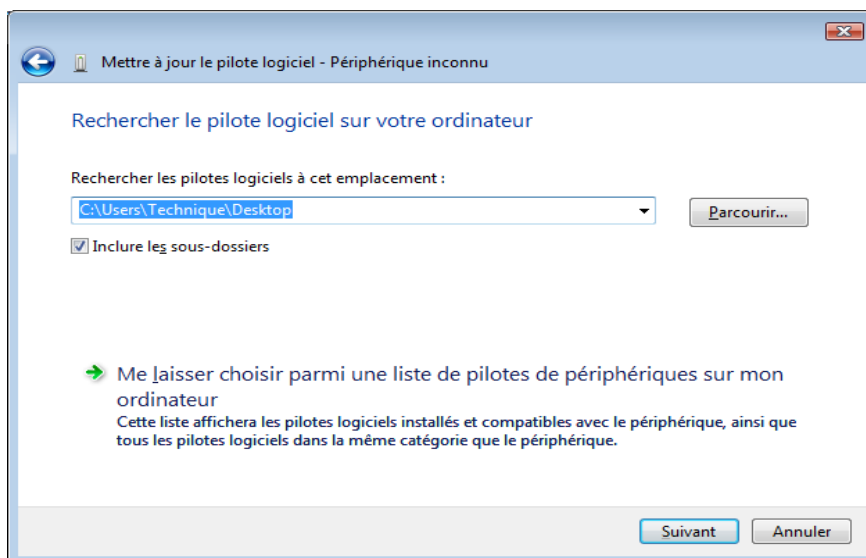 Mettre à jour le pilote logiciel - Périphérique inconnu
Rechercher le pilote logiciel sur votre ordinateur
Rechercher les pilotes logiciels à cet emplacement :
C:\Users\Technique\Desktop
Parcourir...
Inclure les sous-dossiers
Me laisser choisir parmi une liste de pilotes de périphériques sur mon
ordinateur
Cette liste affichera les pilotes logiciels installés et compatibles avec le périphérique, ainsi que
tous les pilotes logiciels dans la même catégorie que le périphérique.
Suivant
Annuler